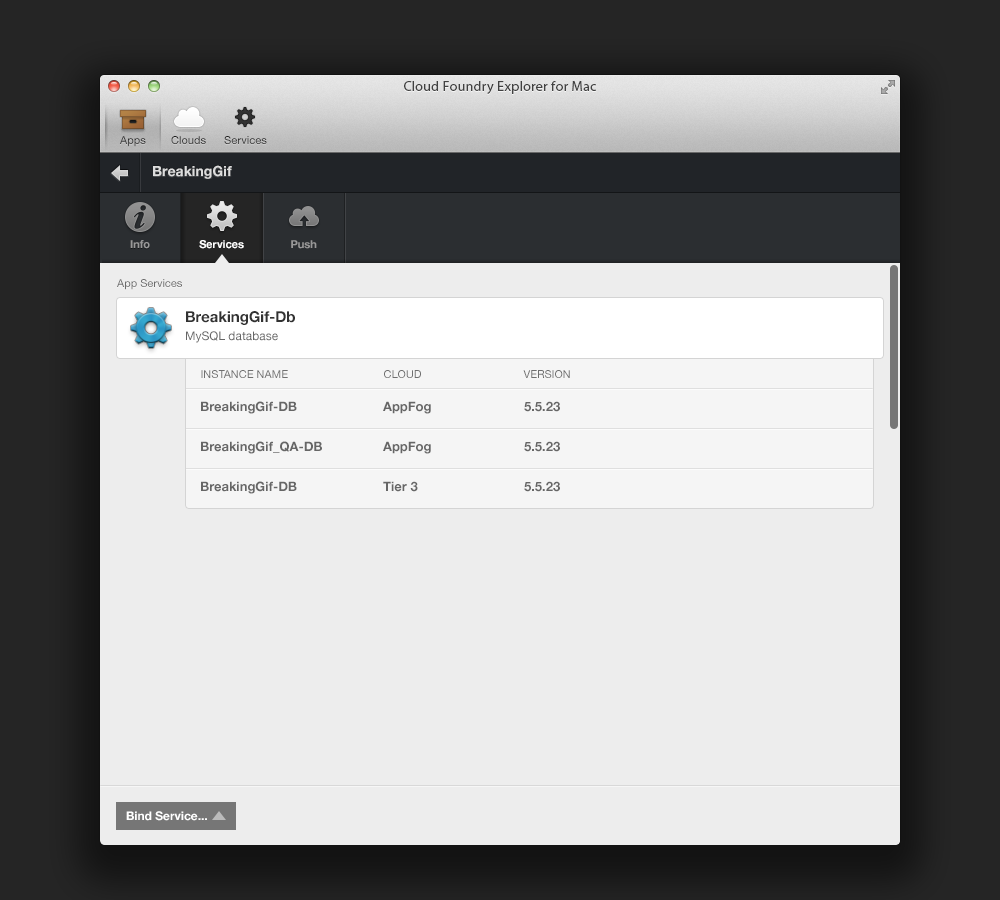 Cloud Foundry Explorer for Mac
Apps Clouds Services
BreakingGif
Info Services Push
App Services
BreakingGif-Db
MySQL database
INSTANCE NAME CLOUD VERSION
BreakingGif-DB AppFog 5.5.23
BreakingGif_QA-DB AppFog 5.5.23
BreakingGif-DB Tier 3 5.5.23
Bind Service...